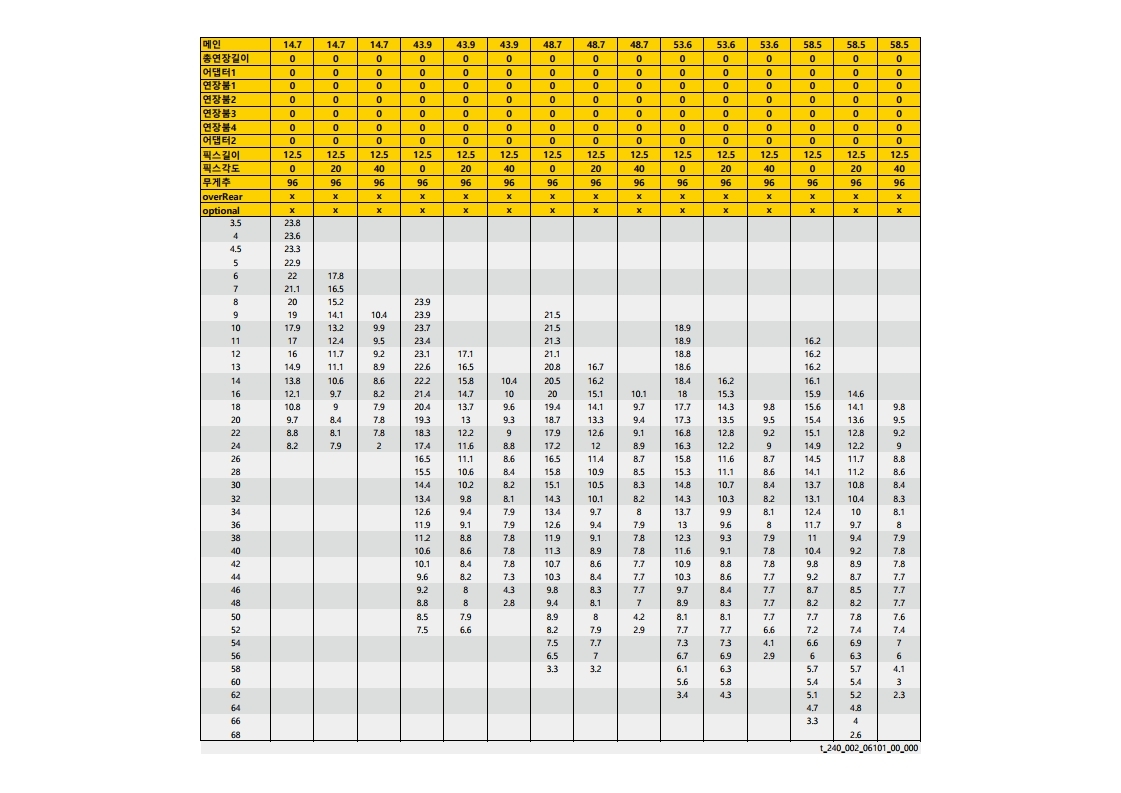 메인 14.7 14.7 14.7 43.9 43.9 43.9 48.7 48.7 48.7 53.6 53.6 53.6 58.5 58.5 58.5
총연장길이 0 0 0 0 0 0 0 0 0 0 0 0 0 0 0
어댑터1 0 0 0 0 0 0 0 0 0 0 0 0 0 0 0
연장붐1 0 0 0 0 0 0 0 0 0 0 0 0 0 0 0
연장붐2 0 0 0 0 0 0 0 0 0 0 0 0 0 0 0
연장붐3 0 0 0 0 0 0 0 0 0 0 0 0 0 0 0
연장붐4 0 0 0 0 0 0 0 0 0 0 0 0 0 0 0
어댑터2 0 0 0 0 0 0 0 0 0 0 0 0 0 0 0
픽스길이 12.5 12.5 12.5 12.5 12.5 12.5 12.5 12.5 12.5 12.5 12.5 12.5 12.5 12.5 12.5
픽스각도 0 20 40 0 20 40 0 20 40 0 20 40 0 20 40
무게추 96 96 96 96 96 96 96 96 96 96 96 96 96 96 96
overRear x x x x x x x x x x x x x x x
optional x x x x x x x x x x x x x x x
3.5 23.8
4 23.6
4.5 23.3
5 22.9
6 22 17.8
7 21.1 16.5
8 20 15.2 23.9
9 19 14.1 10.4 23.9 21.5
10 17.9 13.2 9.9 23.7 21.5 18.9
11 17 12.4 9.5 23.4 21.3 18.9 16.2
12 16 11.7 9.2 23.1 17.1 21.1 18.8 16.2
13 14.9 11.1 8.9 22.6 16.5 20.8 16.7 18.6 16.2
14 13.8 10.6 8.6 22.2 15.8 10.4 20.5 16.2 18.4 16.2 16.1
16 12.1 9.7 8.2 21.4 14.7 10 20 15.1 10.1 18 15.3 15.9 14.6
18 10.8 9 7.9 20.4 13.7 9.6 19.4 14.1 9.7 17.7 14.3 9.8 15.6 14.1 9.8
20 9.7 8.4 7.8 19.3 13 9.3 18.7 13.3 9.4 17.3 13.5 9.5 15.4 13.6 9.5
22 8.8 8.1 7.8 18.3 12.2 9 17.9 12.6 9.1 16.8 12.8 9.2 15.1 12.8 9.2
24 8.2 7.9 2 17.4 11.6 8.8 17.2 12 8.9 16.3 12.2 9 14.9 12.2 9
26 16.5 11.1 8.6 16.5 11.4 8.7 15.8 11.6 8.7 14.5 11.7 8.8
28 15.5 10.6 8.4 15.8 10.9 8.5 15.3 11.1 8.6 14.1 11.2 8.6
30 14.4 10.2 8.2 15.1 10.5 8.3 14.8 10.7 8.4 13.7 10.8 8.4
32 13.4 9.8 8.1 14.3 10.1 8.2 14.3 10.3 8.2 13.1 10.4 8.3
34 12.6 9.4 7.9 13.4 9.7 8 13.7 9.9 8.1 12.4 10 8.1
36 11.9 9.1 7.9 12.6 9.4 7.9 13 9.6 8 11.7 9.7 8
38 11.2 8.8 7.8 11.9 9.1 7.8 12.3 9.3 7.9 11 9.4 7.9
40 10.6 8.6 7.8 11.3 8.9 7.8 11.6 9.1 7.8 10.4 9.2 7.8
42 10.1 8.4 7.8 10.7 8.6 7.7 10.9 8.8 7.8 9.8 8.9 7.8
44 9.6 8.2 7.3 10.3 8.4 7.7 10.3 8.6 7.7 9.2 8.7 7.7
46 9.2 8 4.3 9.8 8.3 7.7 9.7 8.4 7.7 8.7 8.5 7.7
48 8.8 8 2.8 9.4 8.1 7 8.9 8.3 7.7 8.2 8.2 7.7
50 8.5 7.9 8.9 8 4.2 8.1 8.1 7.7 7.7 7.8 7.6
52 7.5 6.6 8.2 7.9 2.9 7.7 7.7 6.6 7.2 7.4 7.4
54 7.5 7.7 7.3 7.3 4.1 6.6 6.9 7
56 6.5 7 6.7 6.9 2.9 6 6.3 6
58 3.3 3.2 6.1 6.3 5.7 5.7 4.1
60 5.6 5.8 5.4 5.4 3
62 3.4 4.3 5.1 5.2 2.3
64 4.7 4.8
66 3.3 4
68 2.6
t_240_002_06101_00_000